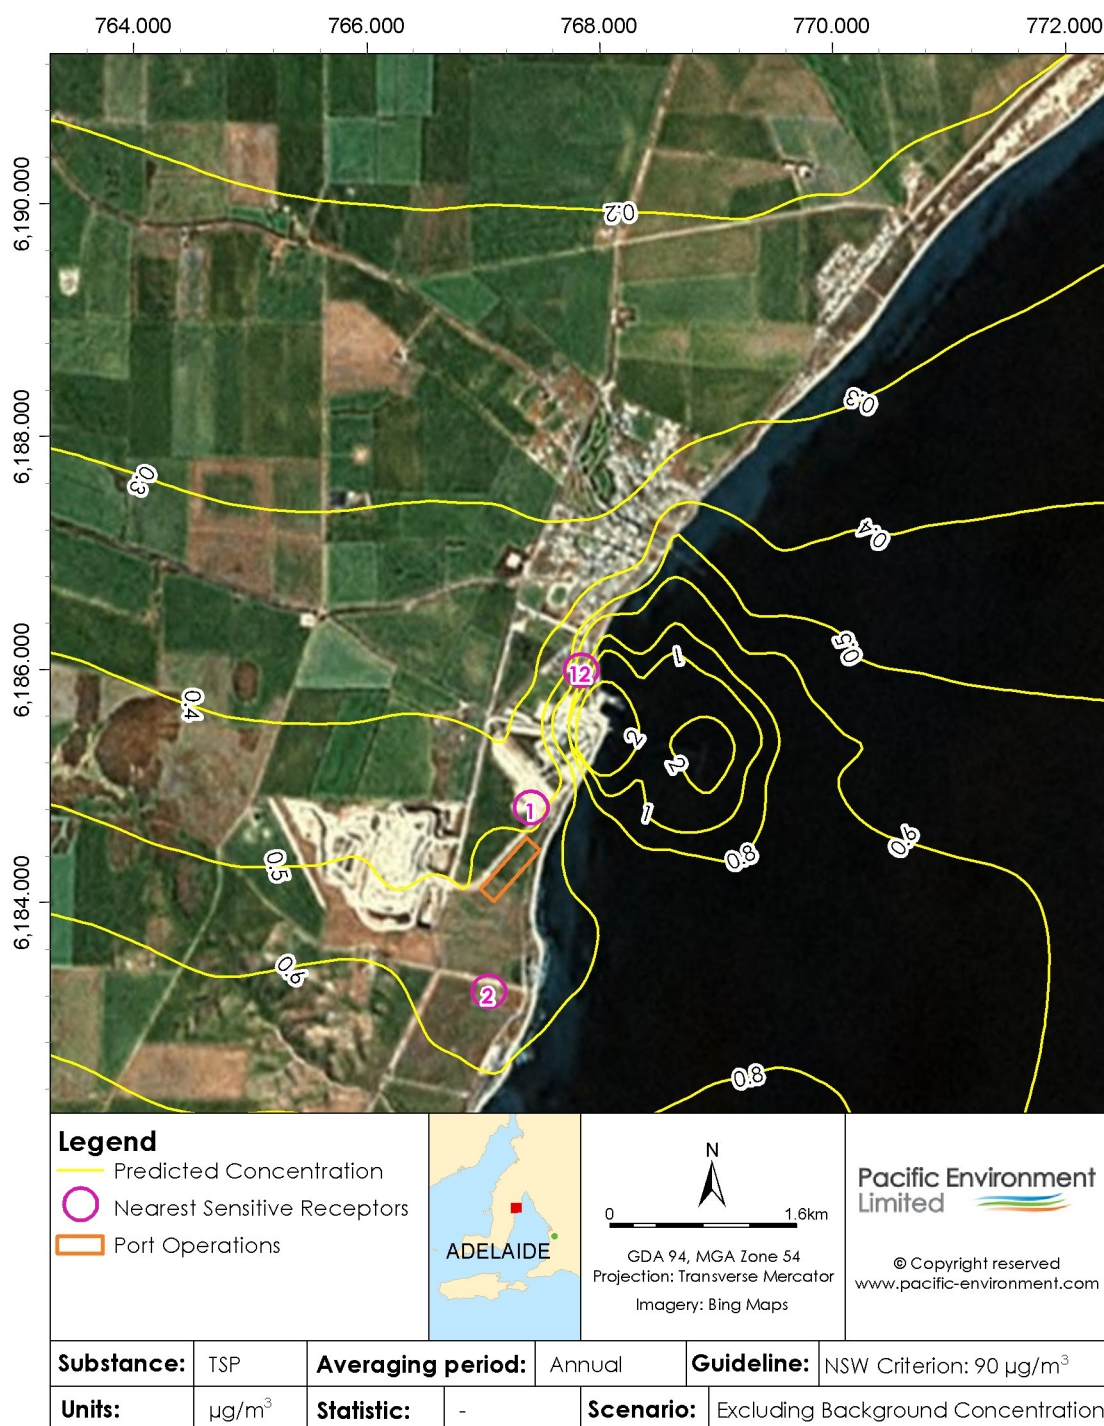 764.000 766.000 768.000 770.000 772.000
6,190.000
6,188.000
6,186.000
6,184.000
0.2
0.3
0.3
0.4
0.5
0.4
12
1
2
2
1
1
0.5
0.8
0.6
0.6
2
0.8
Legend
Predicted Concentration
Nearest Sensitive Receptors
Port Operations
ADELAIDE
N
0 1.6km
GDA 94, MGA Zone 54
Projection: Transverse Mercator
Imagery: Bing Maps
Pacific Environment
Limited
© Copyright reserved
www.pacific-environment.com
Substance: TSP Averaging period: Annual Guideline: NSW Criterion: 90 µg/m³
Units: µg/m³ Statistic: - Scenario: Excluding Background Concentration